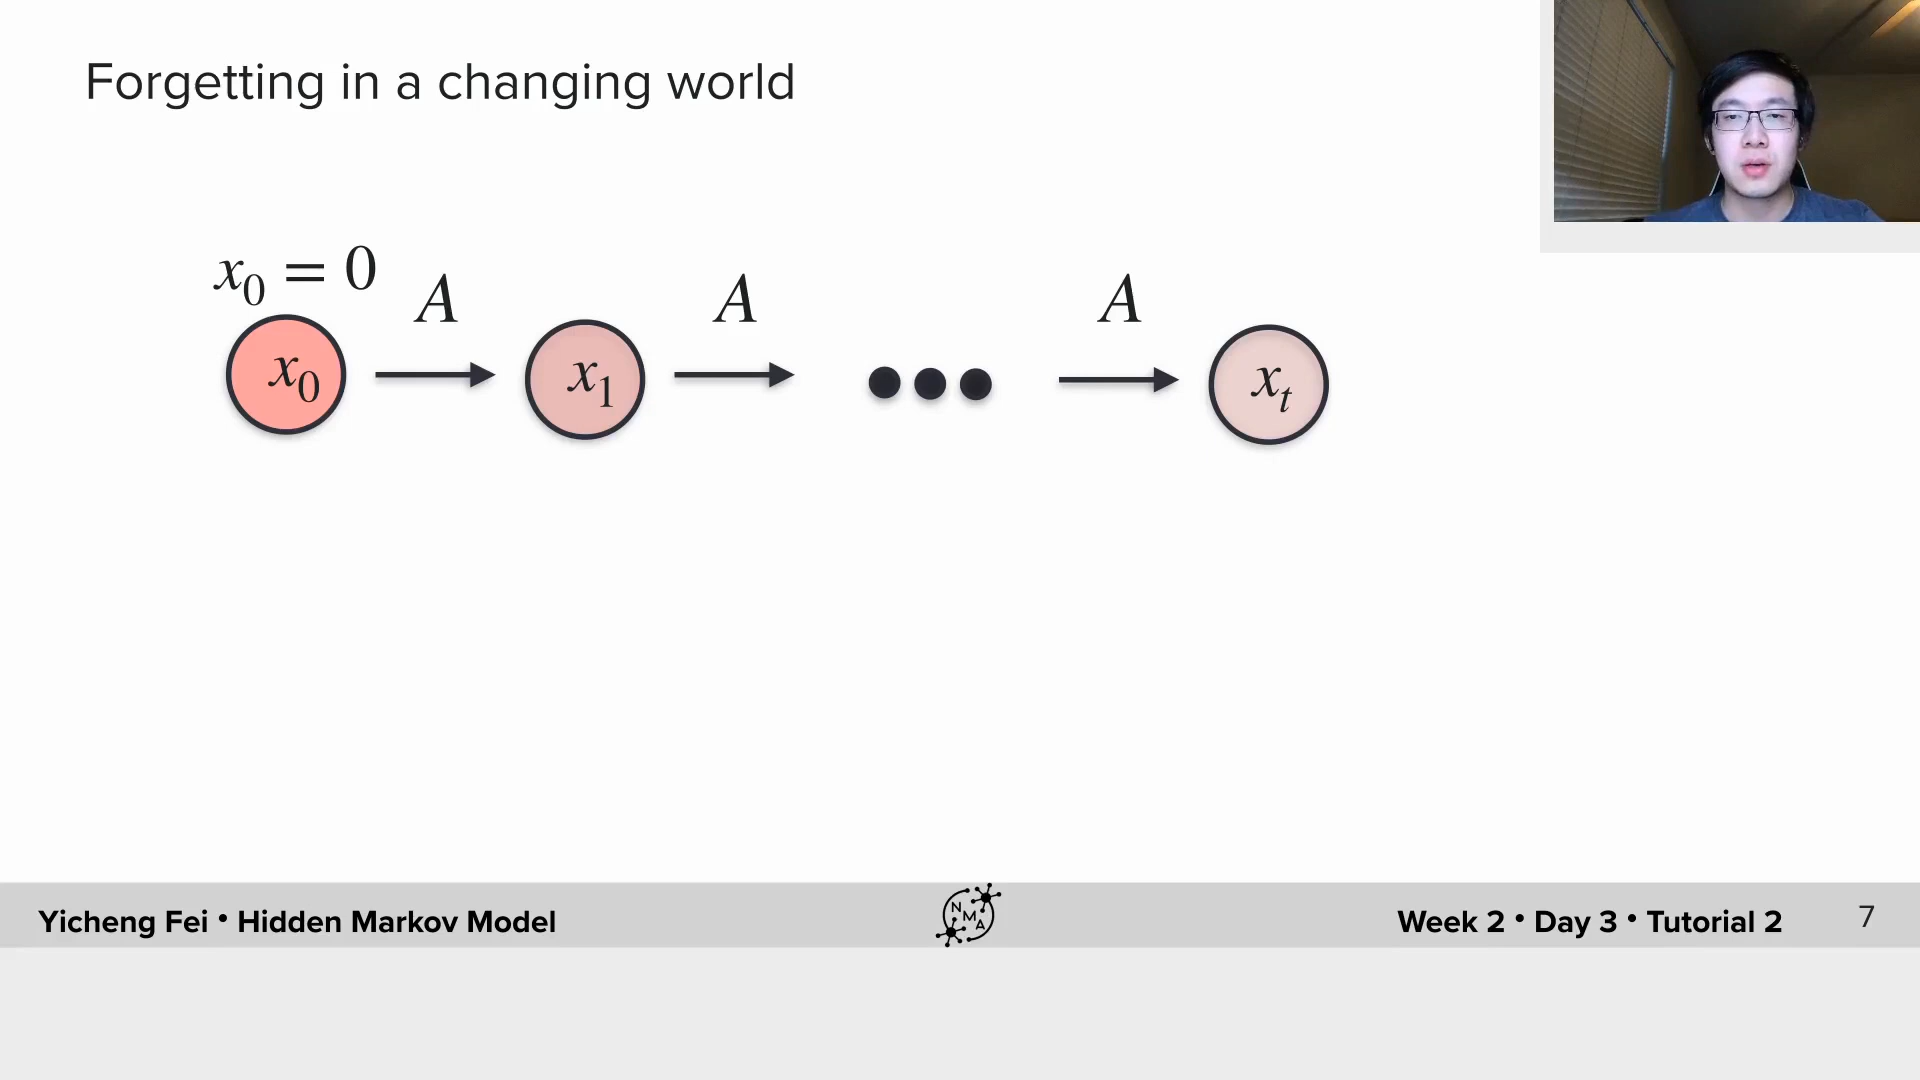 Forgetting in a changing world
x₀ = 0
A A A
x₀ x₁ ••• xₜ
Yicheng Fei • Hidden Markov Model
NMA
Week 2 • Day 3 • Tutorial 2
7